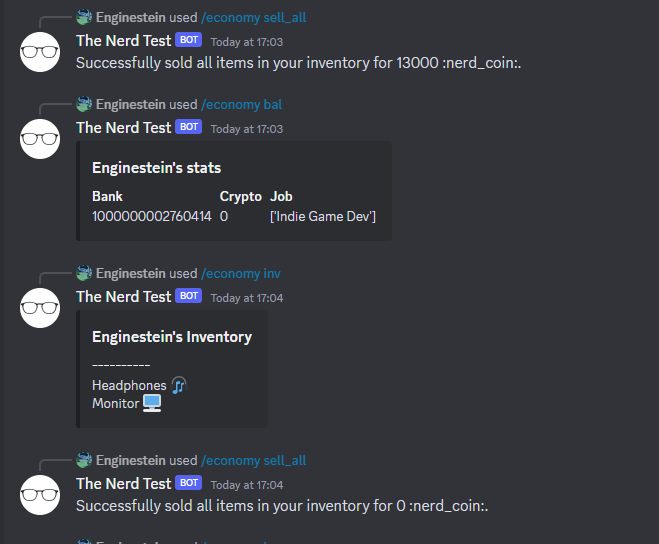 Enginestein used /economy sell_all
The Nerd Test BOT Today at 17:03
Successfully sold all items in your inventory for 13000 :nerd_coin:.
Enginestein used /economy bal
The Nerd Test BOT Today at 17:03
Enginestein's stats
Bank Crypto Job
1000000002760414 0 ['Indie Game Dev']
Enginestein used /economy inv
The Nerd Test BOT Today at 17:04
Enginestein's Inventory
----------
Headphones
Monitor
Enginestein used /economy sell_all
The Nerd Test BOT Today at 17:04
Successfully sold all items in your inventory for 0 :nerd_coin:.